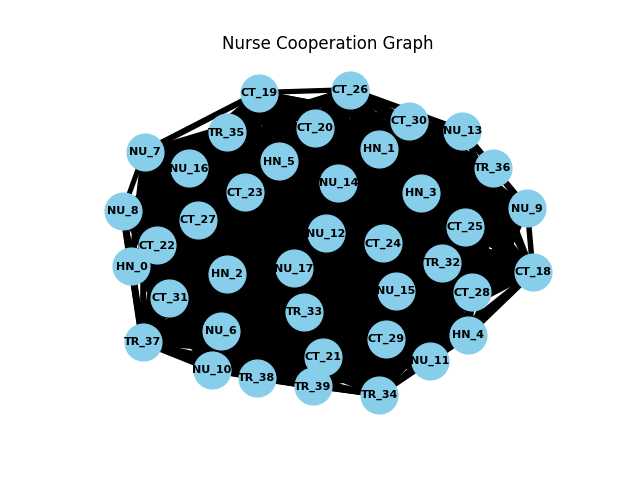 Nurse Cooperation Graph
CT_26
CT_19
CT_30
CT_20
NU_13
TR_35
HN_1
NU_7
HN_5
NU_16
TR_36
NU_14
CT_23
HN_3
NU_9
NU_8
CT_27
CT_25
NU_12
CT_24
CT_22
TR_32
HN_0
NU_17
CT_18
HN_2
NU_15
CT_28
CT_31
TR_33
NU_6
HN_4
CT_29
TR_37
CT_21
NU_11
NU_10
TR_38
TR_39
TR_34